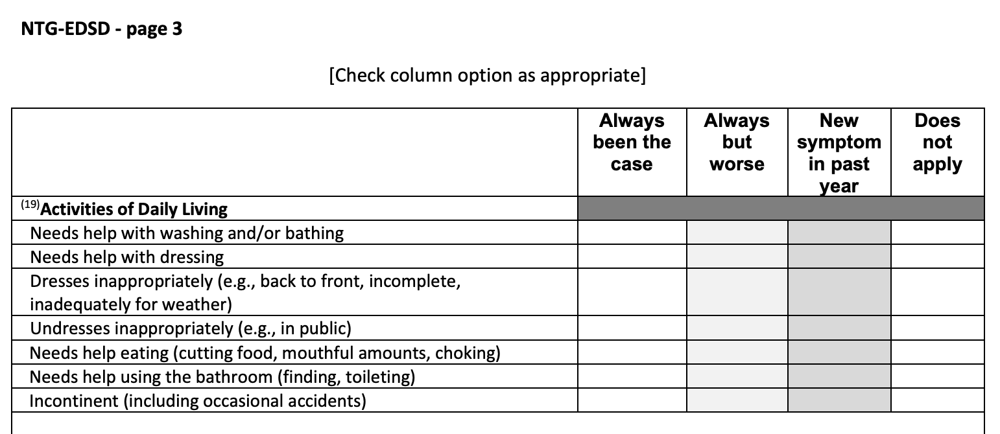 NTG-EDSD - page 3
[Check column option as appropriate]
Always been the case
Always but worse
New symptom in past year
Does not apply
(19)Activities of Daily Living
Needs help with washing and/or bathing
Needs help with dressing
Dresses inappropriately (e.g., back to front, incomplete,
inadequately for weather)
Undresses inappropriately (e.g., in public)
Needs help eating (cutting food, mouthful amounts, choking)
Needs help using the bathroom (finding, toileting)
Incontinent (including occasional accidents)